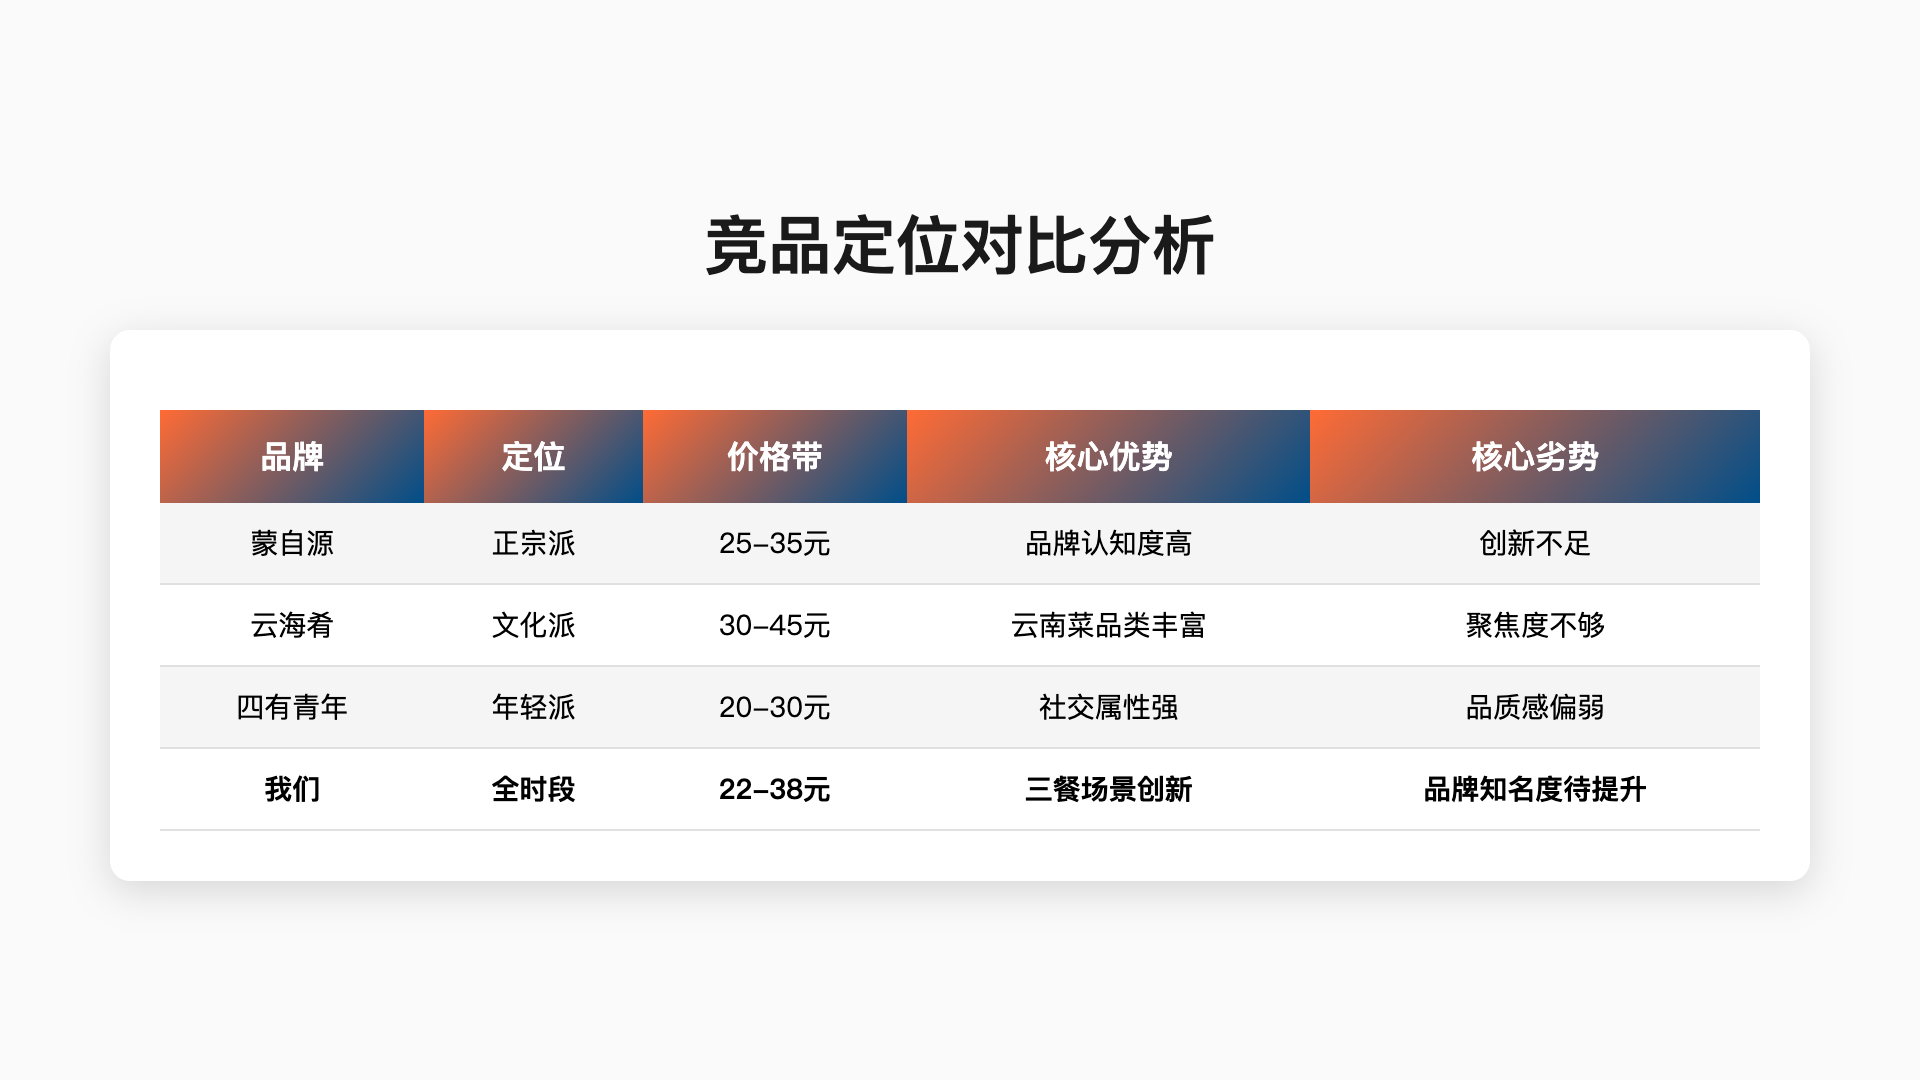 竞品定位对比分析
品牌 定位 价格带 核心优势 核心劣势
蒙自源 正宗派 25–35元 品牌认知度高 创新不足
云海肴 文化派 30–45元 云南菜品类丰富 聚焦度不够
四有青年 年轻派 20–30元 社交属性强 品质感偏弱
我们 全时段 22–38元 三餐场景创新 品牌知名度待提升